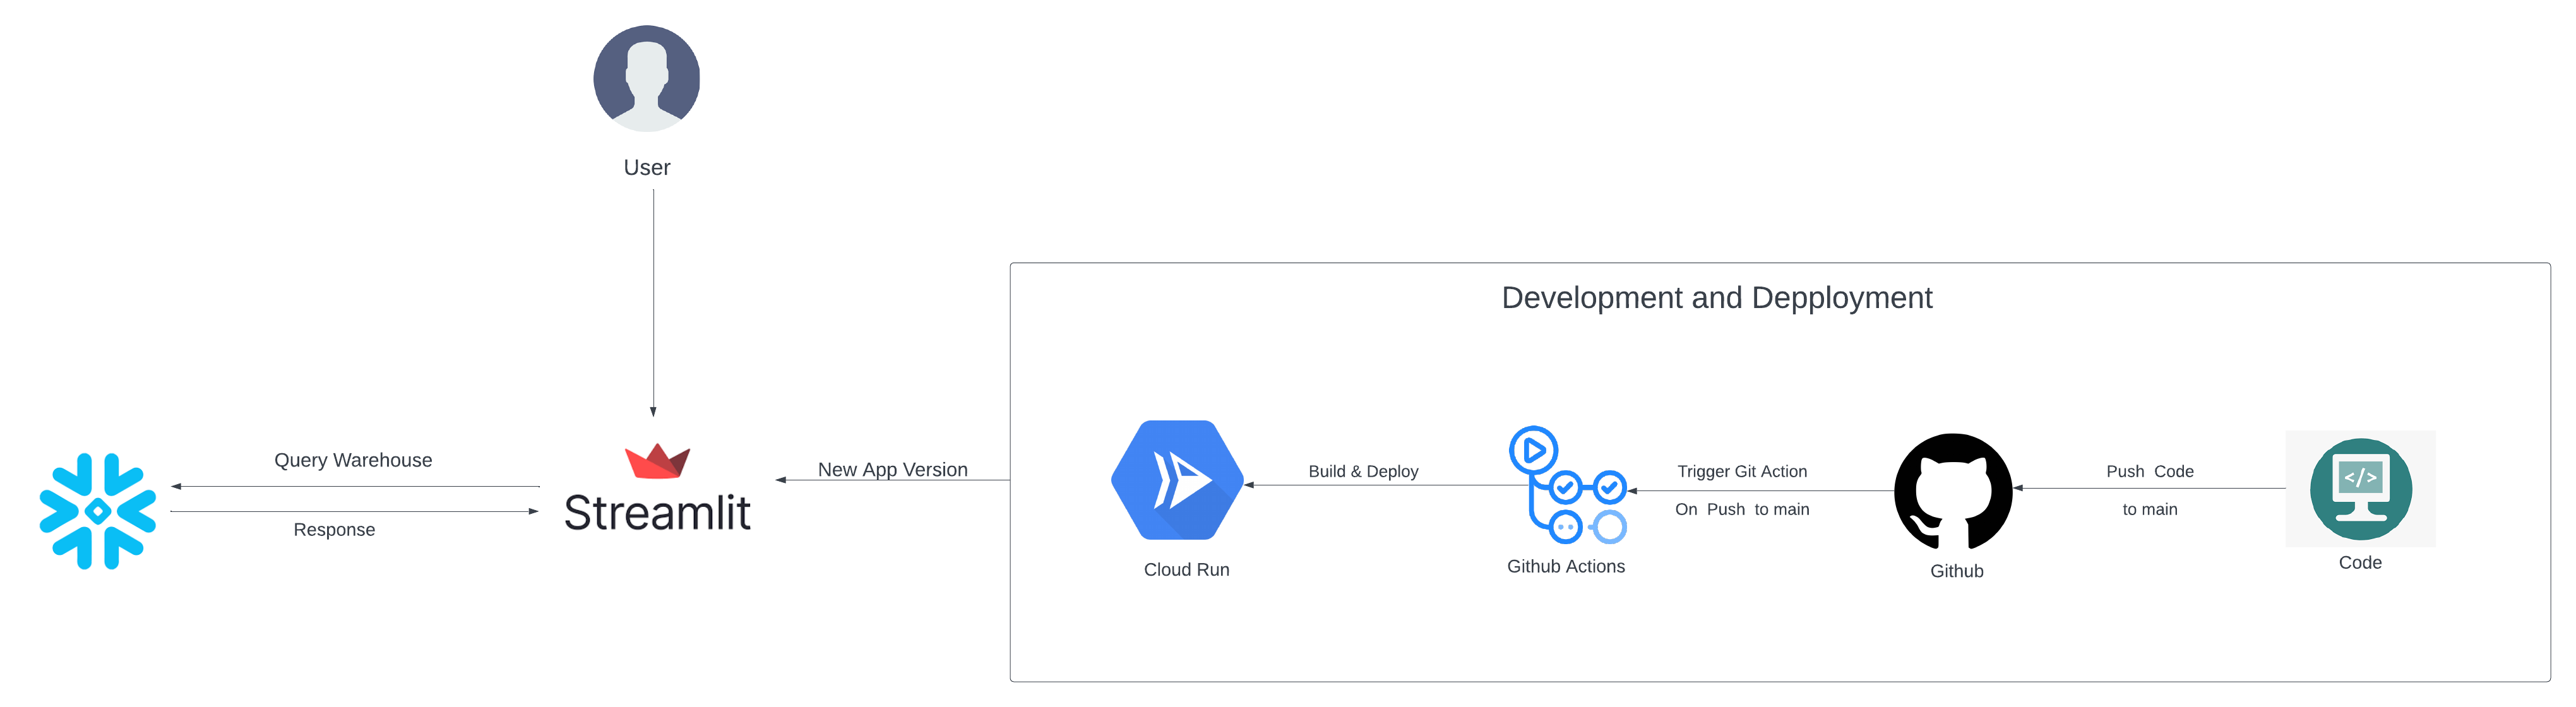 User
Development and Depployment
Query Warehouse
Response
Streamlit
New App Version
Cloud Run
Build & Deploy
Github Actions
Trigger Git Action
On Push to main
Github
Push Code
to main
</>
Code